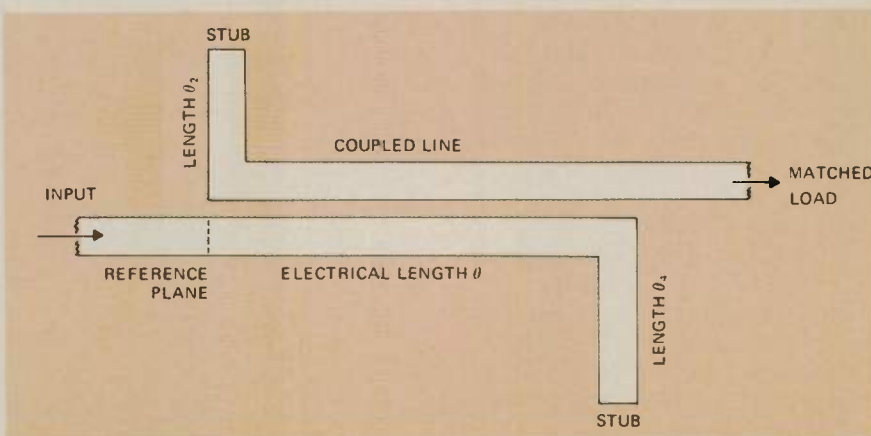 STUB
LENGTH θ₂
COUPLED LINE
MATCHED
LOAD
INPUT
REFERENCE
PLANE
ELECTRICAL LENGTH θ
LENGTH θ₄
STUB